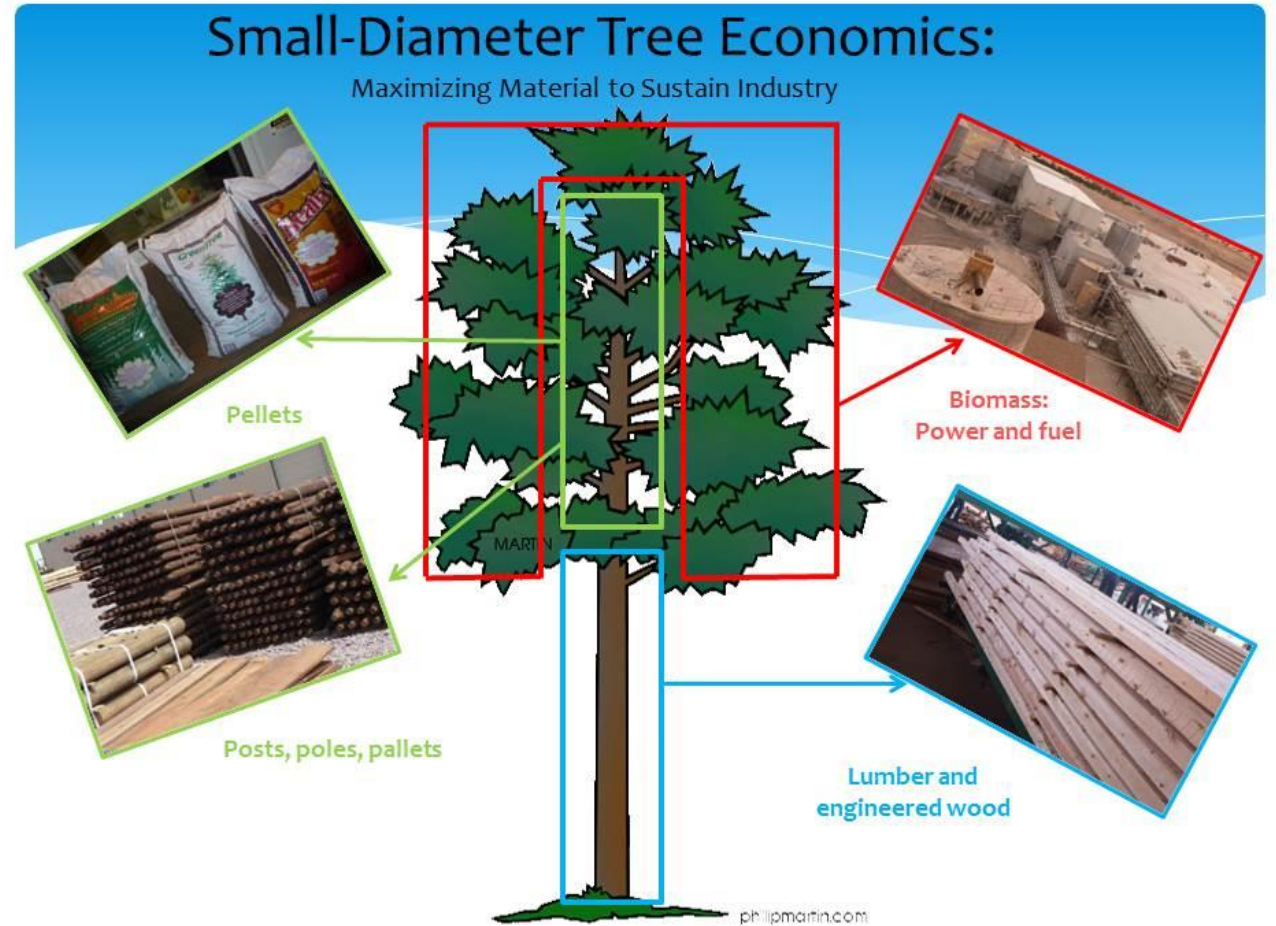 Small-Diameter Tree Economics:
Maximizing Material to Sustain Industry
Pellets
Biomass:
Power and fuel
MARTIN
Posts, poles, pallets
Lumber and
engineered wood
philipmartin.com